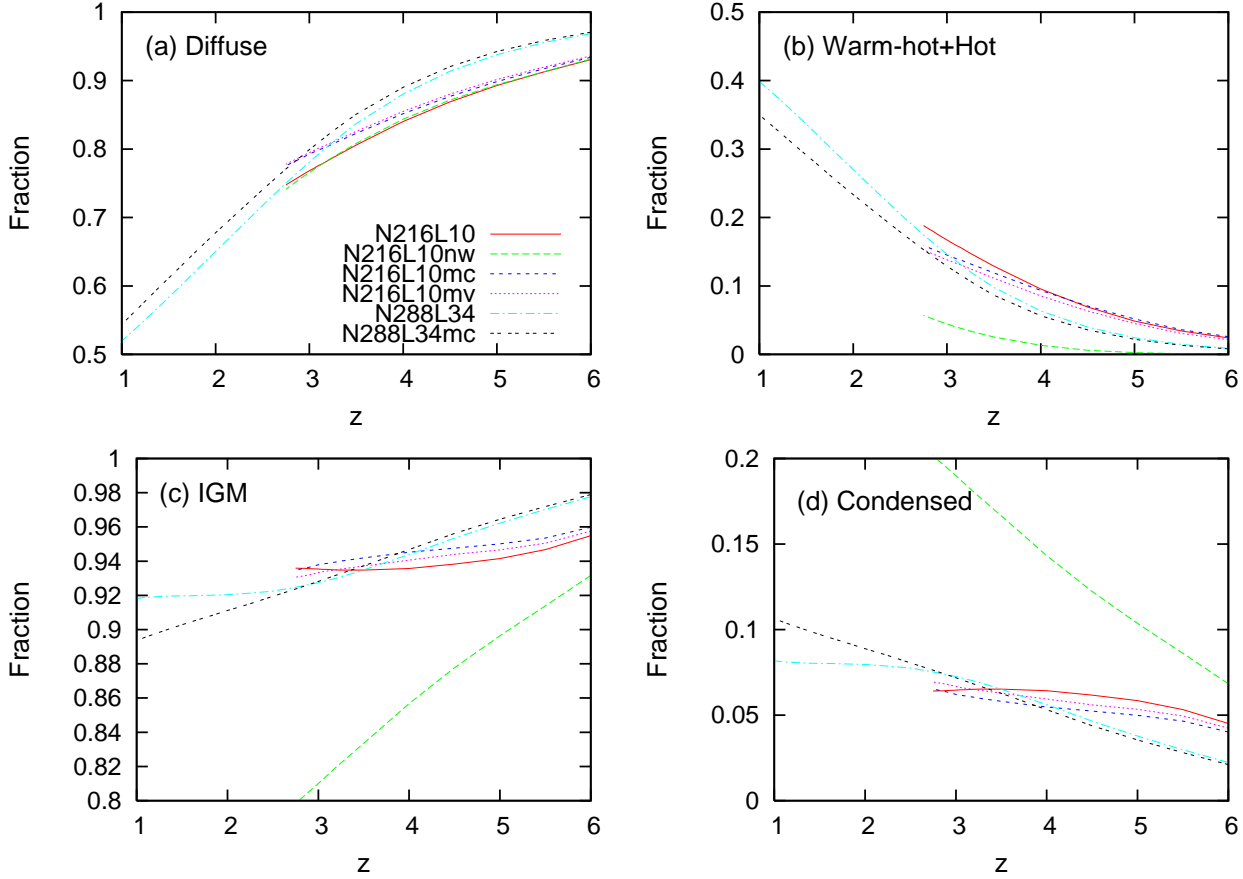 (a) Diffuse
Fraction
1
0.9
0.8
0.7
0.6
0.5
N216L10
N216L10nw
N216L10mc
N216L10mv
N288L34
N288L34mc
1 2 3 4 5 6
z
(b) Warm-hot+Hot
Fraction
0.5
0.4
0.3
0.2
0.1
0
1 2 3 4 5 6
z
(c) IGM
Fraction
1
0.98
0.96
0.94
0.92
0.9
0.88
0.86
0.84
0.82
0.8
1 2 3 4 5 6
z
(d) Condensed
Fraction
0.2
0.15
0.1
0.05
0
1 2 3 4 5 6
z